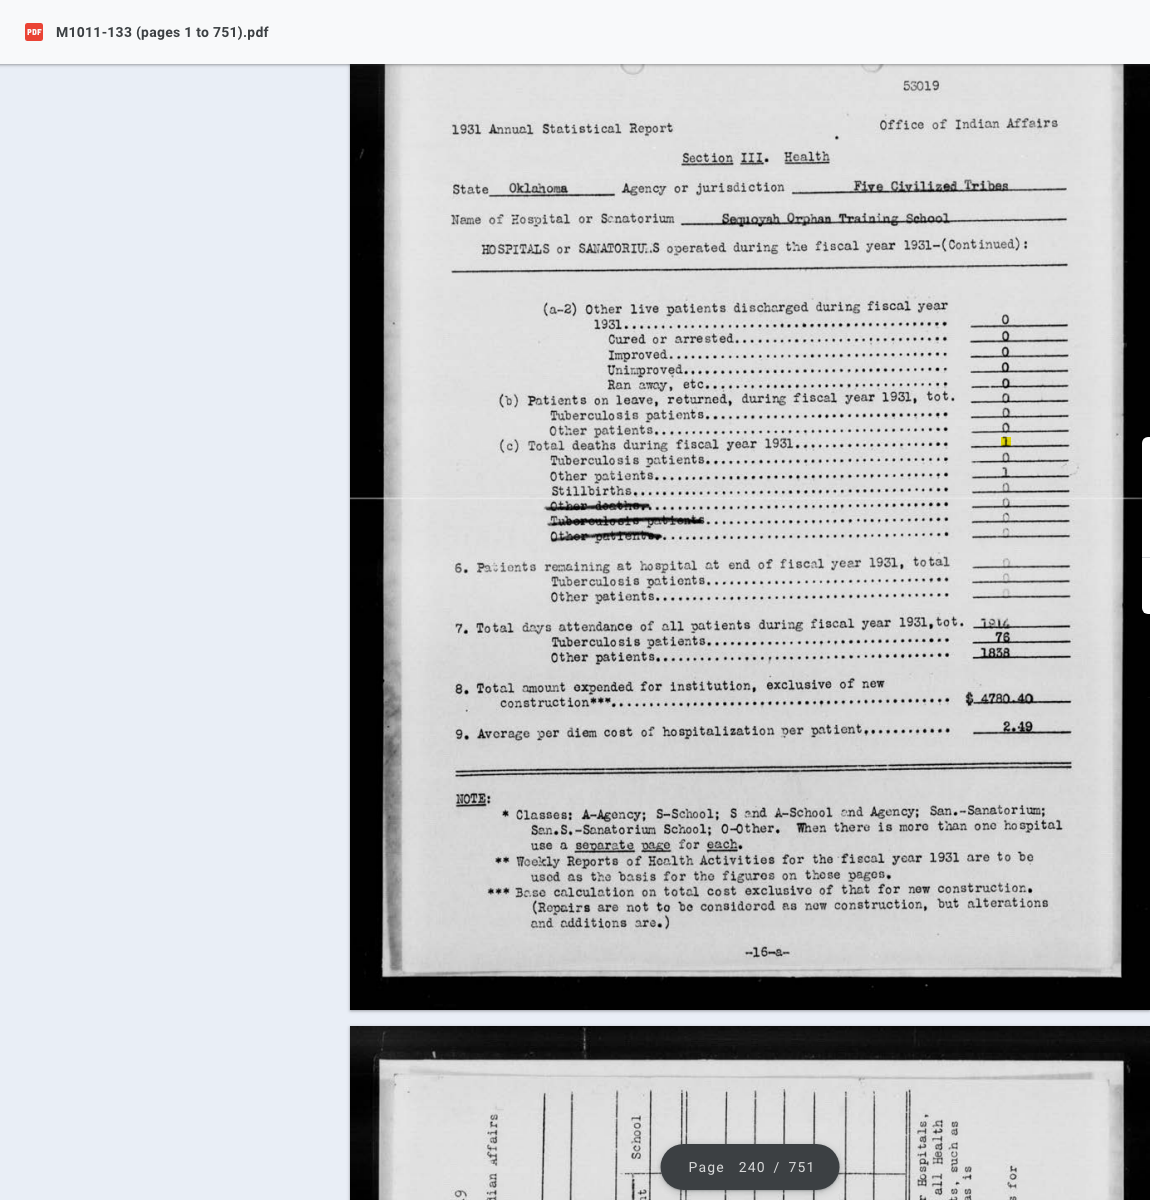 M1011-133 (pages 1 to 751).pdf
53019
1931 Annual Statistical Report Office of Indian Affairs
Section III. Health
State Oklahoma Agency or jurisdiction Five Civilized Tribes
Name of Hospital or Sanatorium Sequoyah Orphan Training School
HOSPITALS or SANATORIUMS operated during the fiscal year 1931-(Continued):
(a-2) Other live patients discharged during fiscal year
1931........................................... 0
Cured or arrested............................ 0
Improved..................................... 0
Unimproved................................... 0
Ran away, etc................................ 0
(b) Patients on leave, returned, during fiscal year 1931, tot. 0
Tuberculosis patients............................. 0
Other patients.................................... 0
(c) Total deaths during fiscal year 1931.................. 1
Tuberculosis patients............................. 0
Other patients.................................... 1
Stillbirths....................................... 0
Other deaths...................................... 0
Tuberculosis patients............................. 0
Other patients.................................... 0
6. Patients remaining at hospital at end of fiscal year 1931, total 0
Tuberculosis patients............................. 0
Other patients.................................... 0
7. Total days attendance of all patients during fiscal year 1931,tot.
Tuberculosis patients............................. 76
Other patients.................................... 1838
8. Total amount expended for institution, exclusive of new
construction***......................................... $ 4780.40
9. Average per diem cost of hospitalization per patient,.......... 2.49
NOTE:
* Classes: A-Agency; S-School; S and A-School and Agency; San.-Sanatorium;
San.S.-Sanatorium School; O-Other. When there is more than one hospital
use a separate page for each.
** Weekly Reports of Health Activities for the fiscal year 1931 are to be
used as the basis for the figures on these pages.
*** Base calculation on total cost exclusive of that for new construction.
(Repairs are not to be considered as new construction, but alterations
and additions are.)
--16-a-
dian Affairs
School
Hospitals,
all Health
s, such as
as is
s for
Page 240 / 751